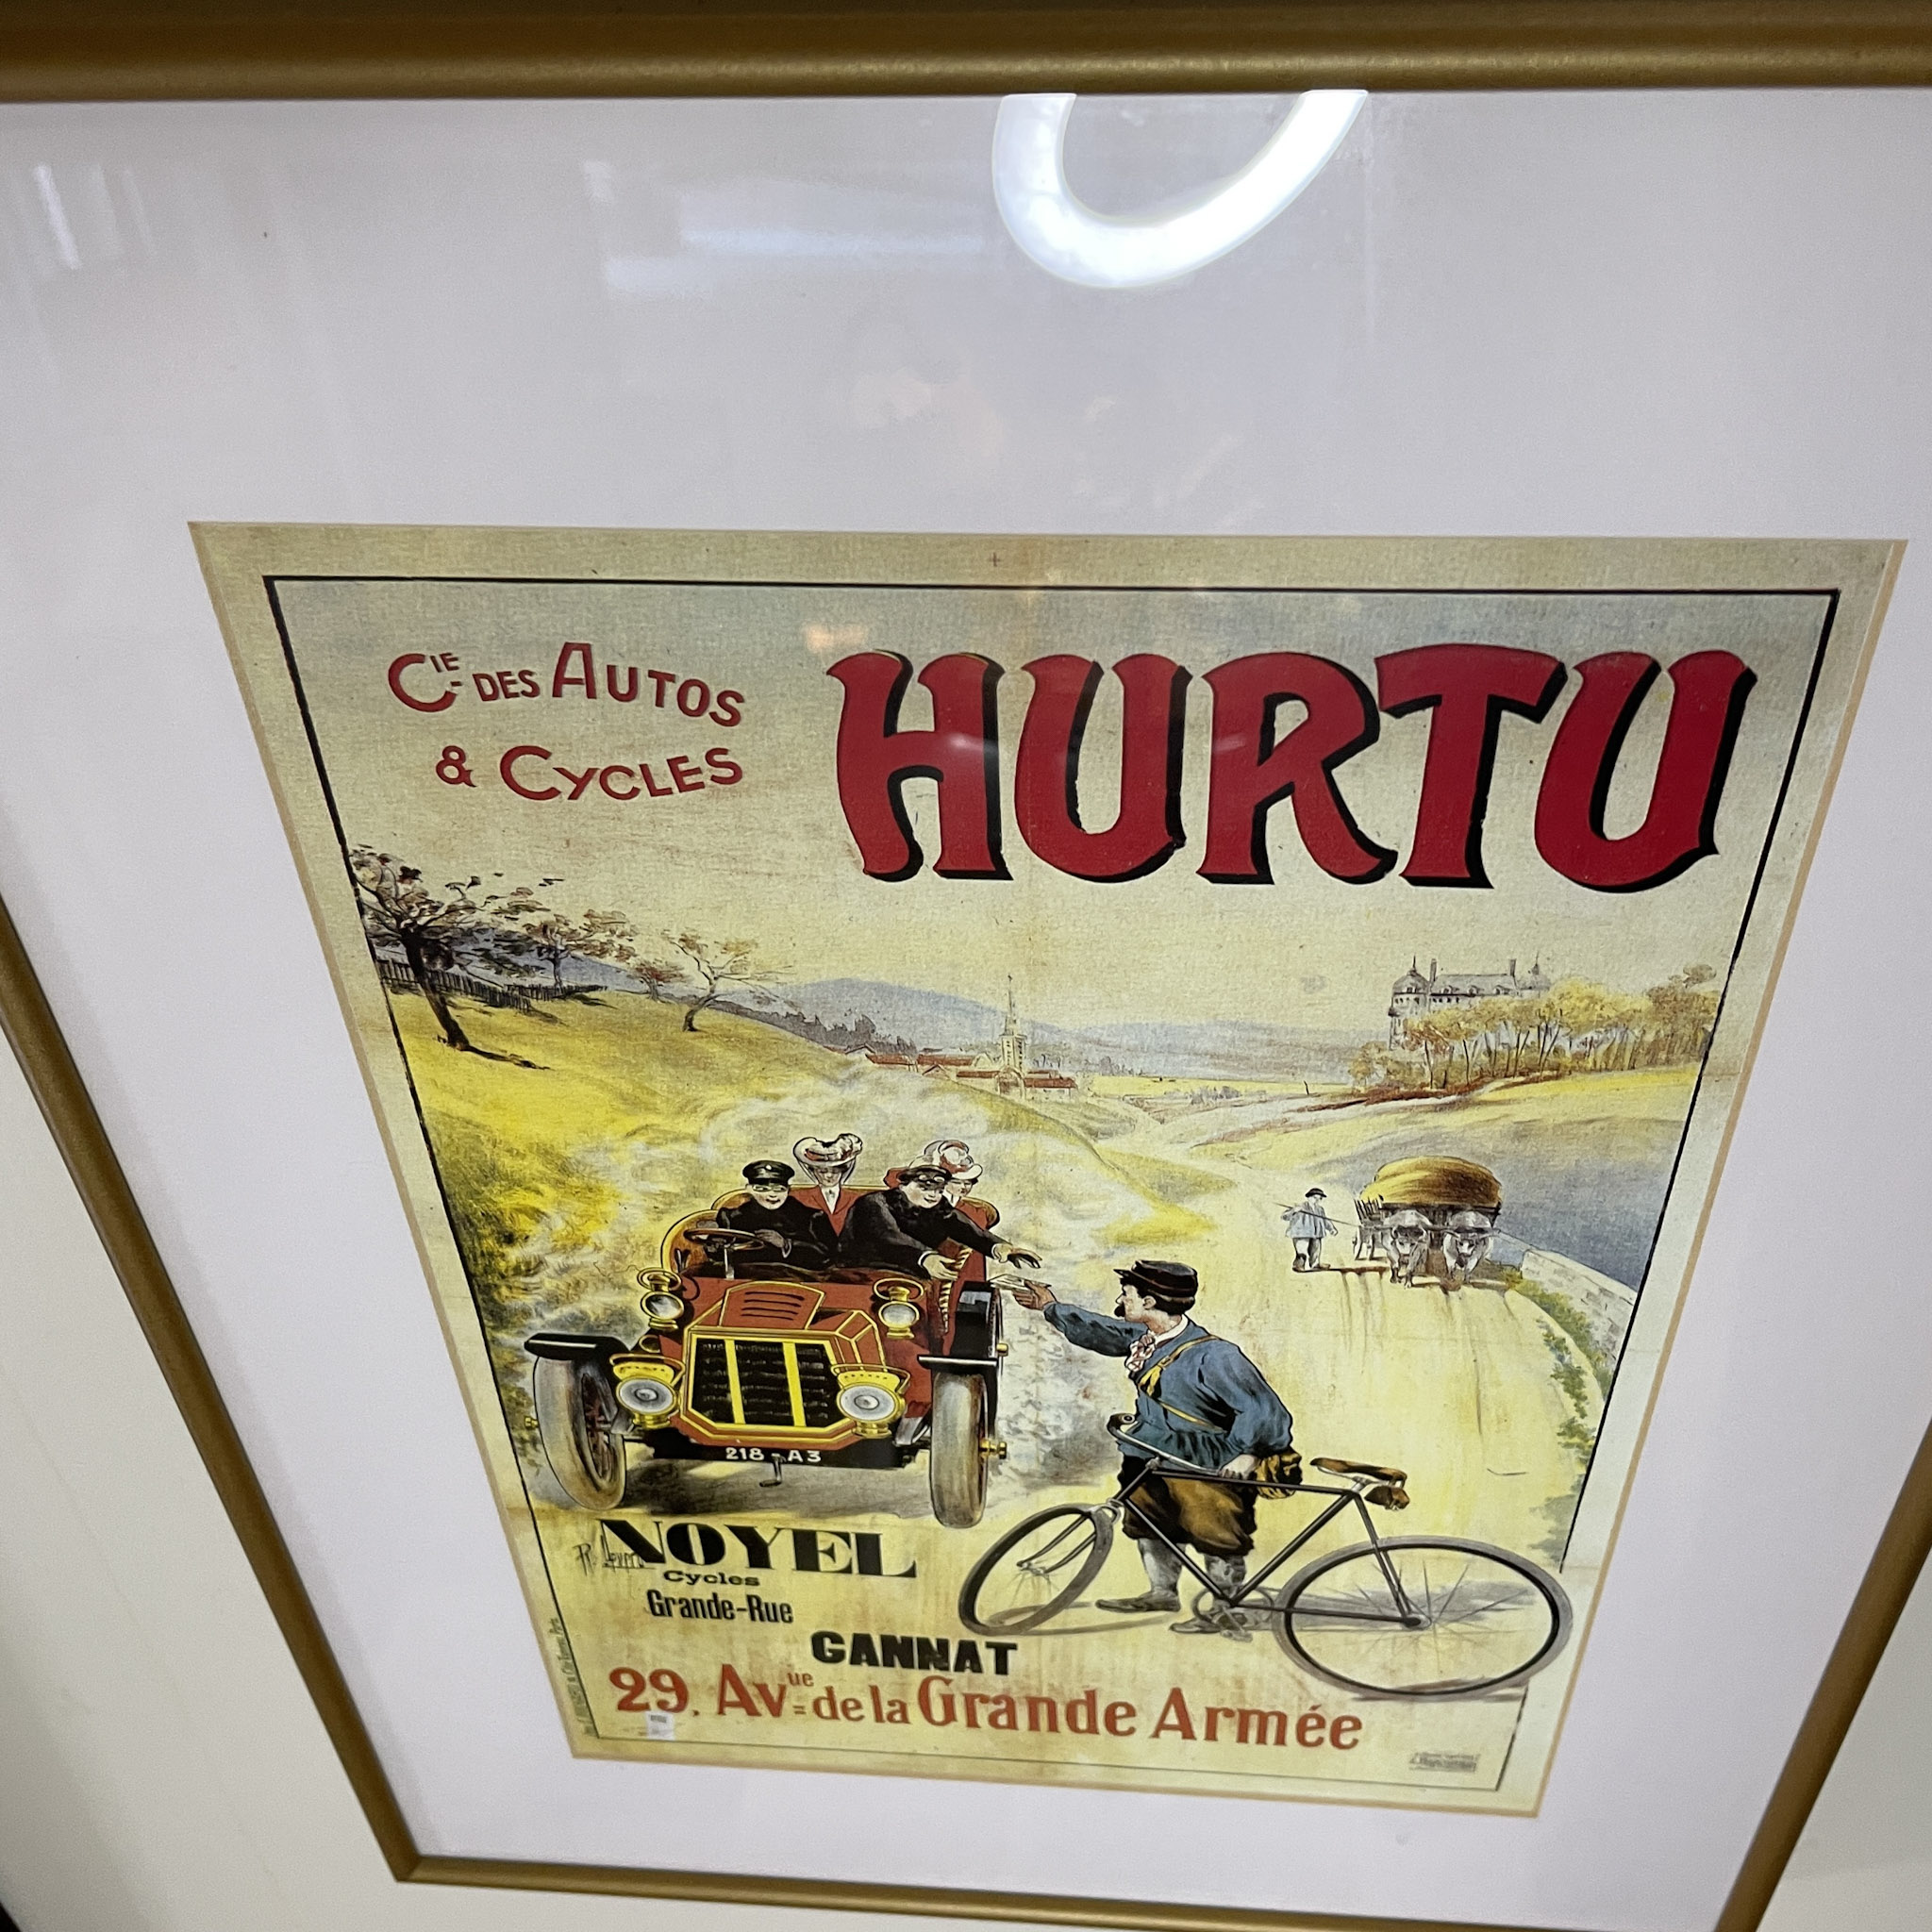 CIE DES AUTOS
& CYCLES
HURTU
218-A3
NOYEL
Cycles
Grande-Rue
GANNAT
29, Avue de la Grande Armée